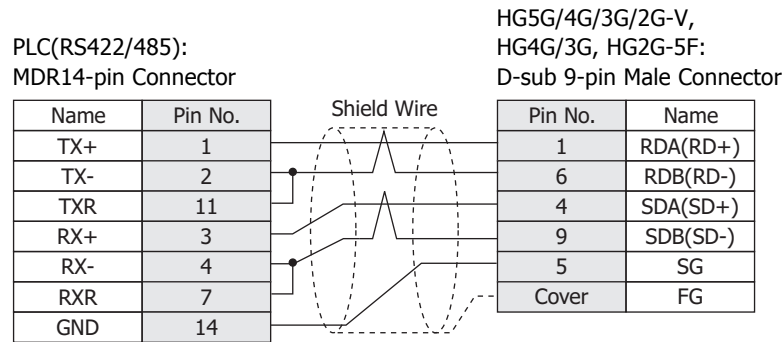 HG5G/4G/3G/2G-V,
PLC(RS422/485): HG4G/3G, HG2G-5F:
MDR14-pin Connector D-sub 9-pin Male Connector
Name Pin No. Shield Wire Pin No. Name
TX+ 1 1 RDA(RD+)
TX- 2 6 RDB(RD-)
TXR 11 4 SDA(SD+)
RX+ 3 9 SDB(SD-)
RX- 4 5 SG
RXR 7 Cover FG
GND 14